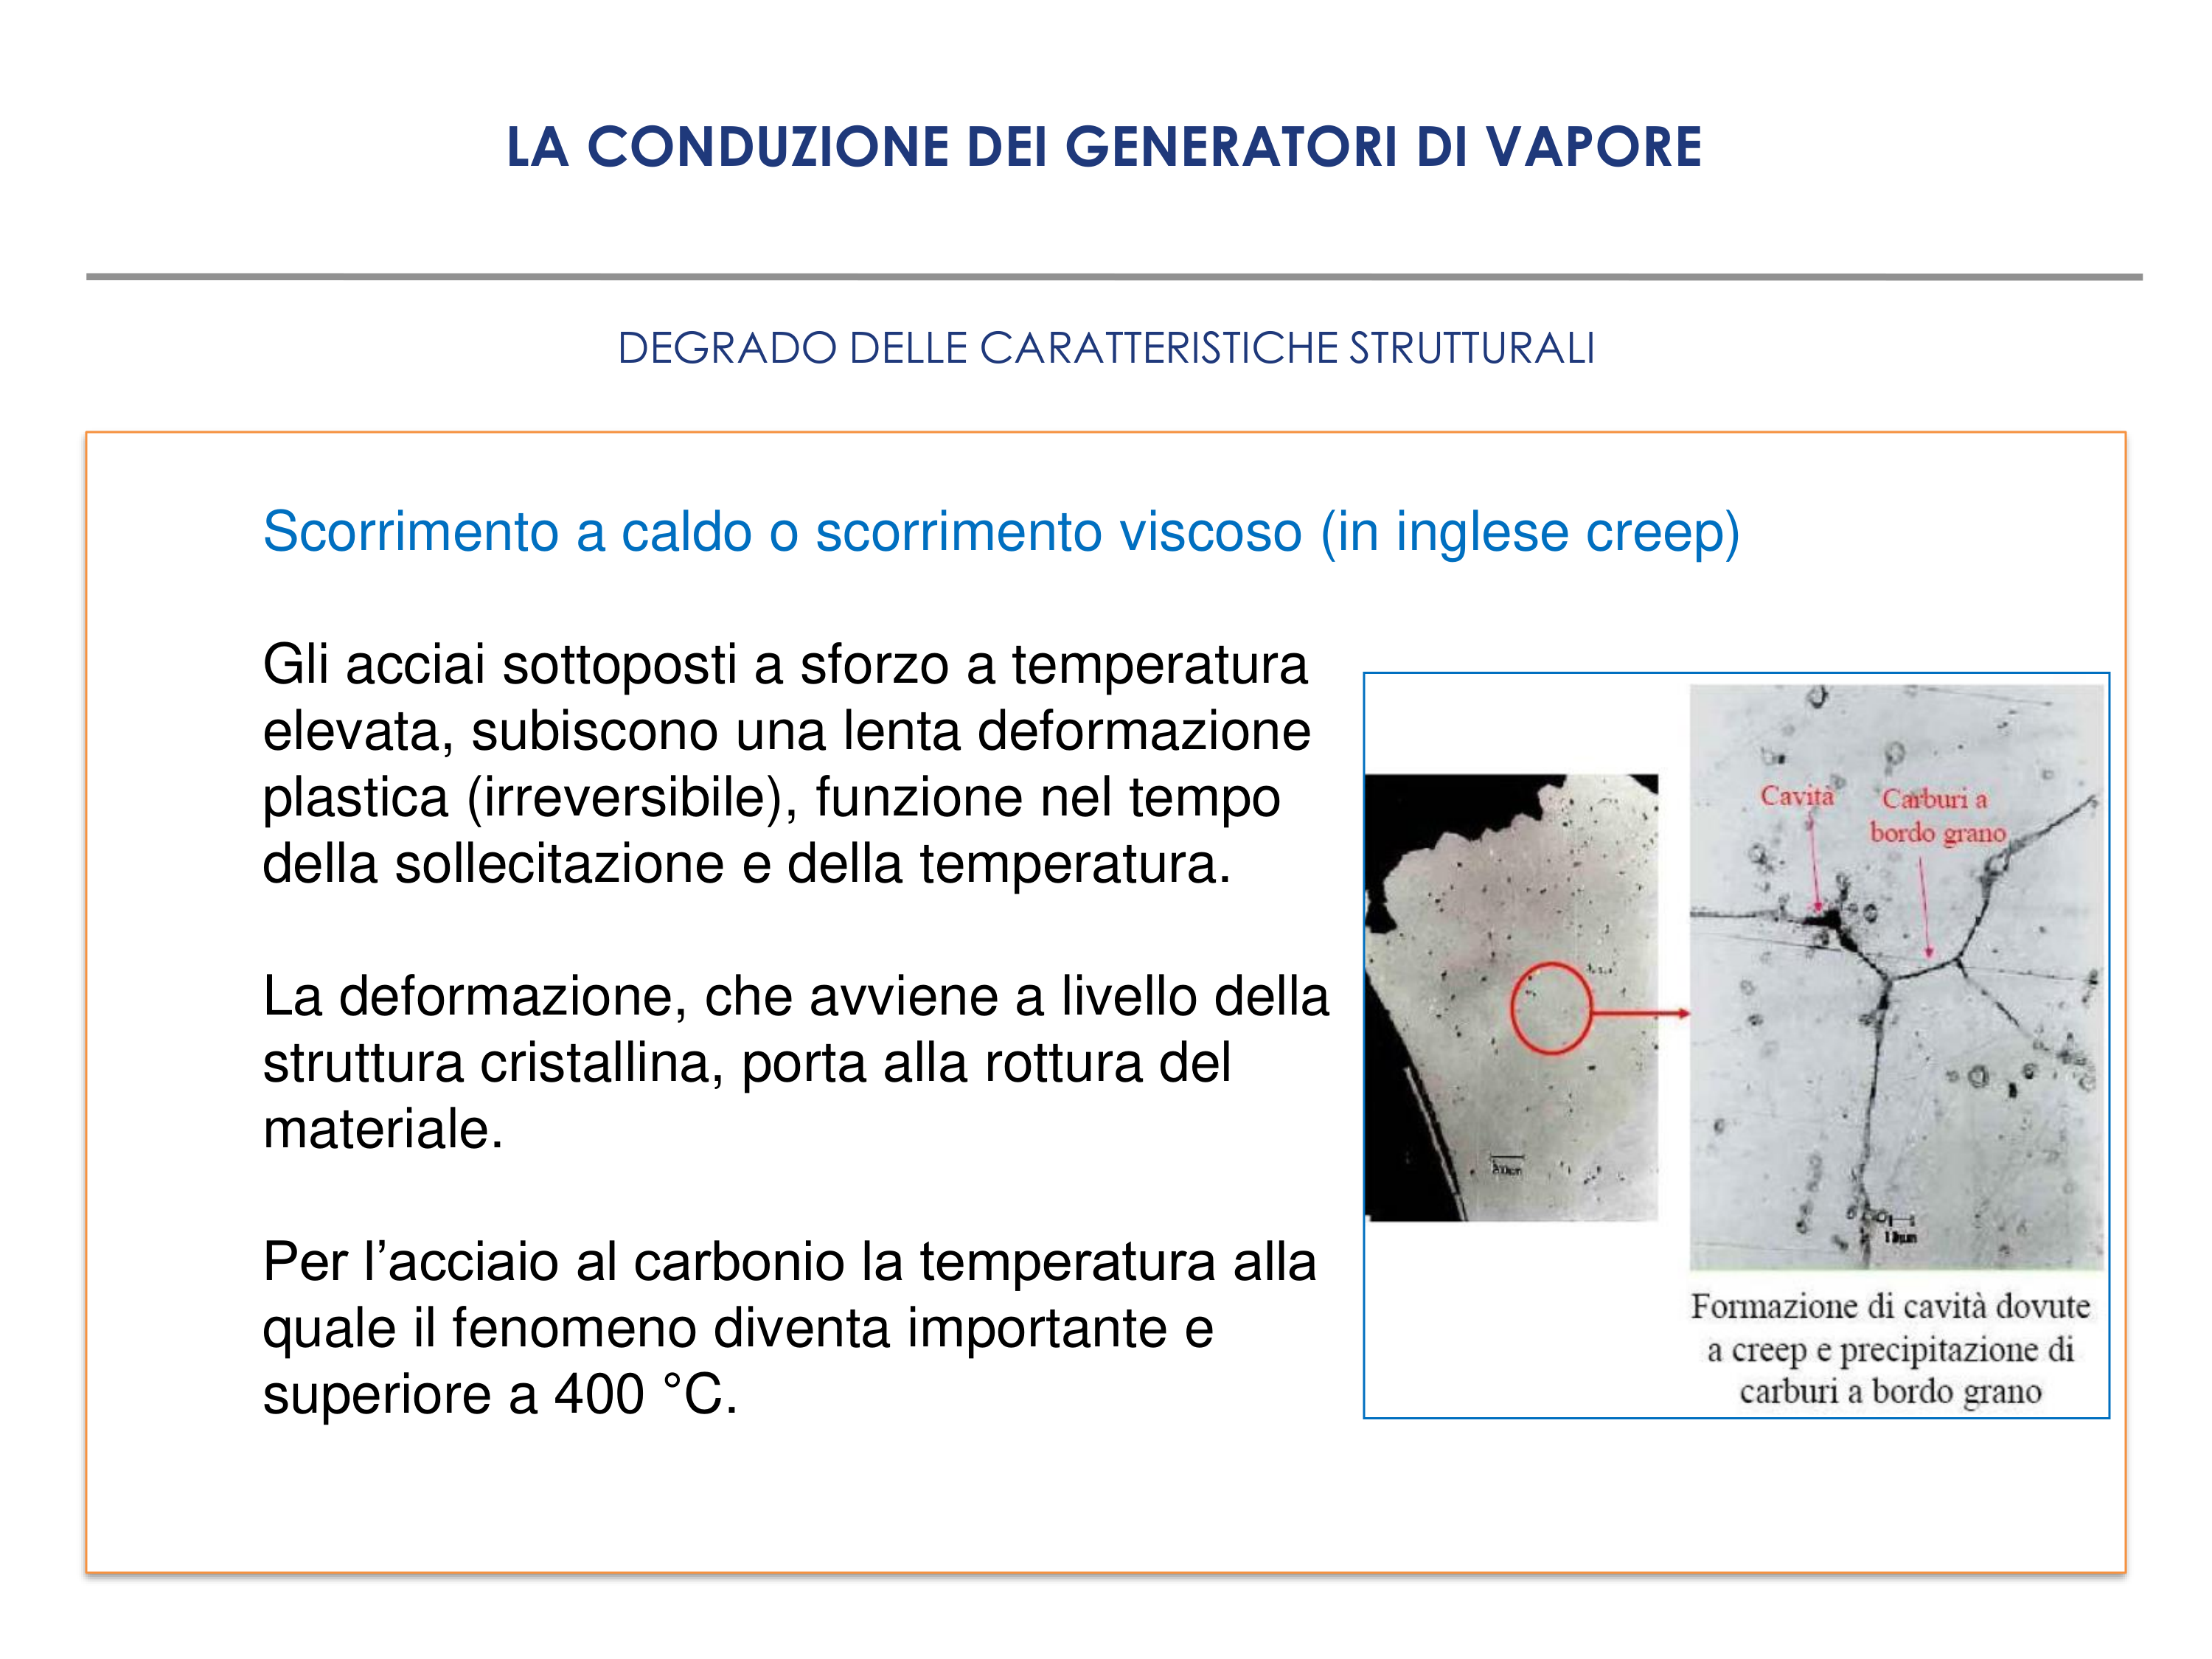 LA CONDUZIONE DEI GENERATORI DI VAPORE
DEGRADO DELLE CARATTERISTICHE STRUTTURALI
Scorrimento a caldo o scorrimento viscoso (in inglese creep)
Gli acciai sottoposti a sforzo a temperatura
elevata, subiscono una lenta deformazione
plastica (irreversibile), funzione nel tempo
della sollecitazione e della temperatura.
La deformazione, che avviene a livello della
struttura cristallina, porta alla rottura del
materiale.
Per l’acciaio al carbonio la temperatura alla
quale il fenomeno diventa importante e
superiore a 400 °C.
Cavità
Carburi a
bordo grano
Formazione di cavità dovute
a creep e precipitazione di
carburi a bordo grano